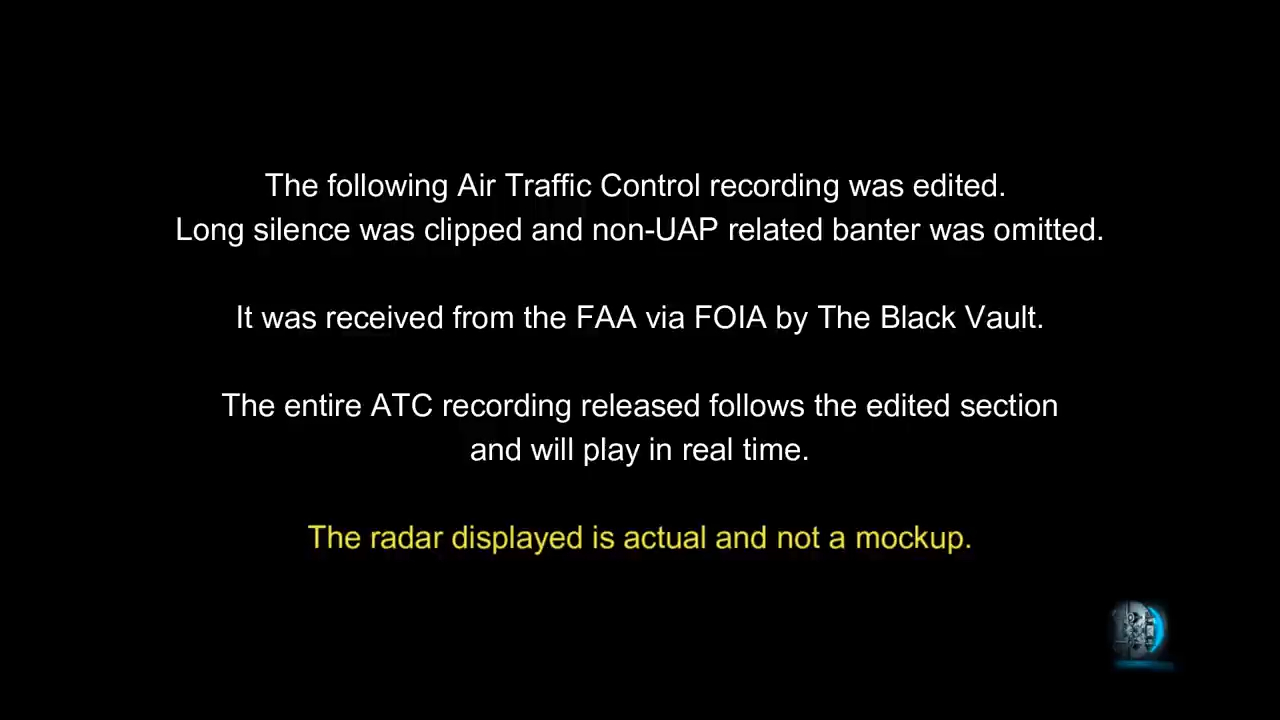 The following Air Traffic Control recording was edited.
Long silence was clipped and non-UAP related banter was omitted.
It was received from the FAA via FOIA by The Black Vault.
The entire ATC recording released follows the edited section
and will play in real time.
The radar displayed is actual and not a mockup.